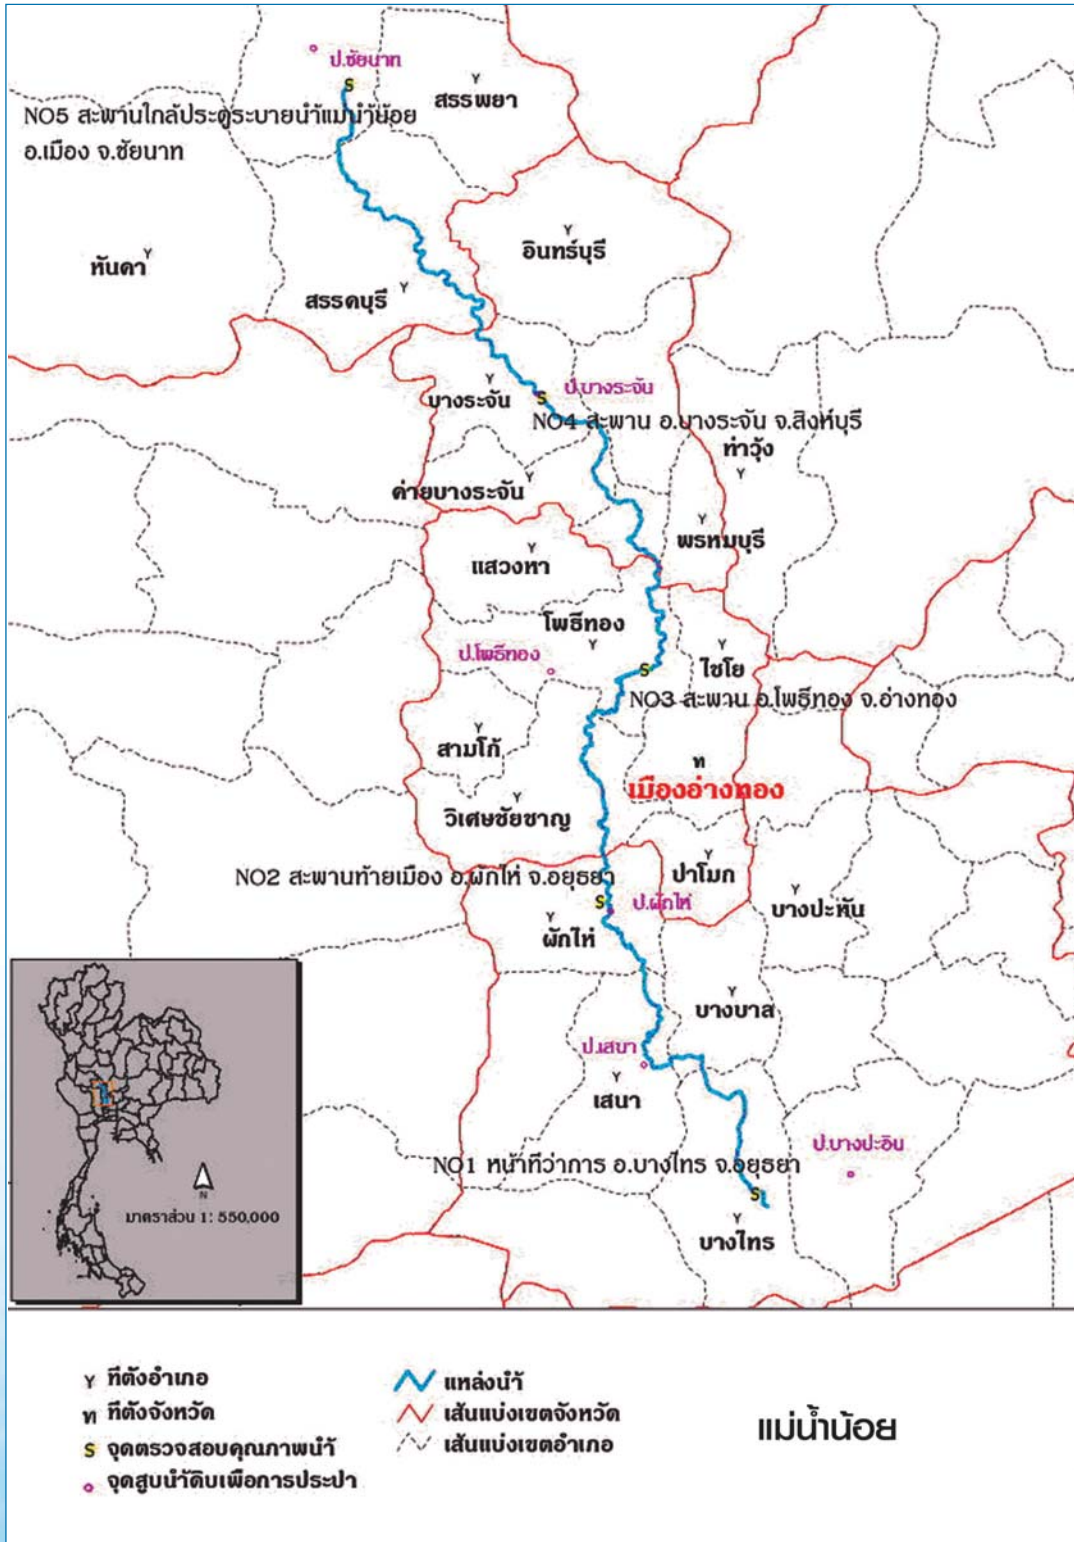 ป.ชัยนาท
S
สรรพยา
NO5 สะพานใกล้ประตูระบายน้ำแม่น้ำน้อย
อ.เมือง จ.ชัยนาท
อินทร์บุรี
หันคา
สรรคบุรี
ป.บางระจัน
บางระจัน
S
NO4 สะพาน อ.บางระจัน จ.สิงห์บุรี
ท่าวุ้ง
ค่ายบางระจัน
พรหมบุรี
แสวงหา
โพธิ์ทอง
ป.โพธิ์ทอง
S
ไชโย
NO3 สะพาน อ.โพธิ์ทอง จ.อ่างทอง
สามโก้
ท
เมืองอ่างทอง
วิเศษชัยชาญ
NO2 สะพานท้ายเมือง อ.ผักไห่ จ.อยุธยา
ป่าโมก
S
ป.ผักไห่
บางปะหัน
ผักไห่
บางบาล
ป.เสนา
เสนา
ป.บางปะอิน
NO1 หน้าที่ว่าการ อ.บางไทร จ.อยุธยา
S
บางไทร
N
มาตราส่วน 1: 550,000
Y ที่ตั้งอำเภอ
ท ที่ตั้งจังหวัด
S จุดตรวจสอบคุณภาพน้ำ
จุดสูบน้ำดิบเพื่อการประปา
แหล่งน้ำ
เส้นแบ่งเขตจังหวัด
เส้นแบ่งเขตอำเภอ
แม่น้ำน้อย